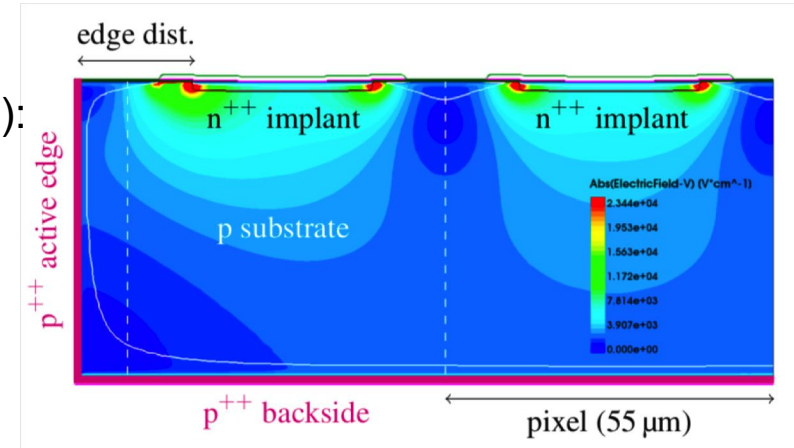 edge dist.
):
n++ implant
n++ implant
Abs(ElectricField-V) (V*cm^-1)
2.344e+04
1.953e+04
1.563e+04
1.172e+04
7.814e+03
3.907e+03
0.000e+00
p substrate
p++ active edge
p++ backside
pixel (55 µm)